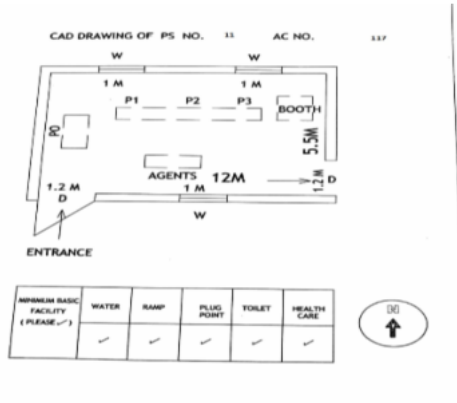 CAD DRAWING OF PS NO. 11 AC NO. 117
W W
1 M 1 M
P1 P2 P3
BOOTH
PO
5.5M
AGENTS 12M
1.2 M 1 M 1.2 M D
D
W
ENTRANCE
MINIMUM BASIC FACILITY ( PLEASE ✓ ) WATER RAMP PLUG POINT TOILET HEALTH CARE
✓ ✓ ✓ ✓ ✓
N